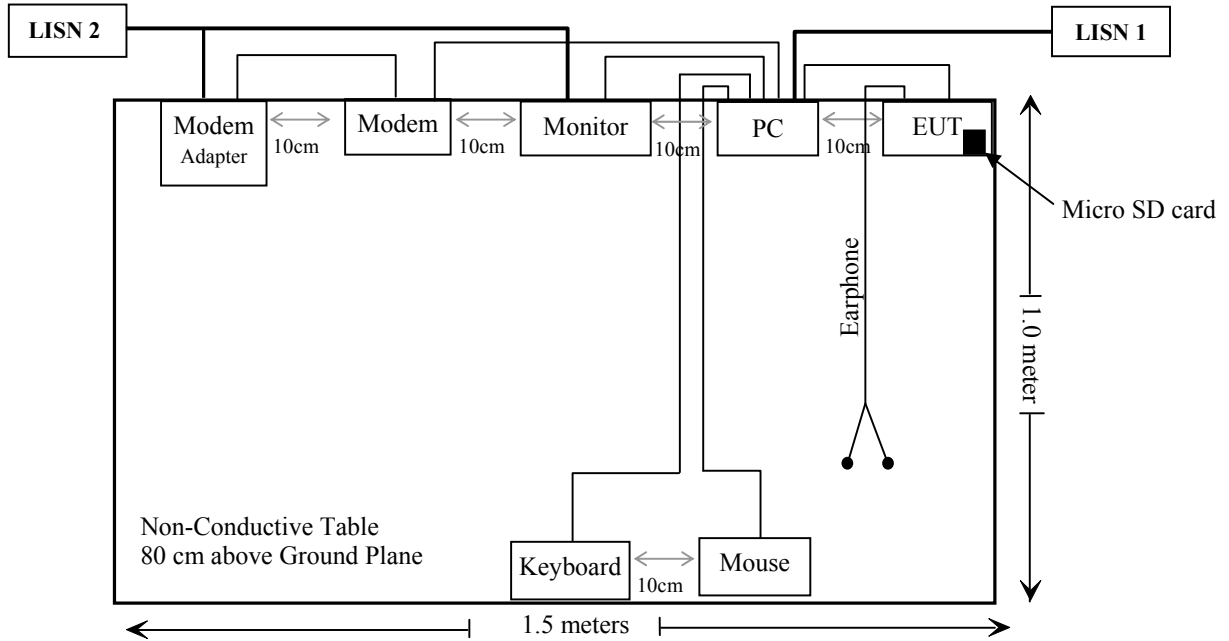 LISN 2
LISN 1
Modem
Adapter
10cm
Modem
10cm
Monitor
10cm
PC
10cm
EUT
Micro SD card
Earphone
1.0 meter
Non-Conductive Table
80 cm above Ground Plane
Keyboard
10cm
Mouse
1.5 meters